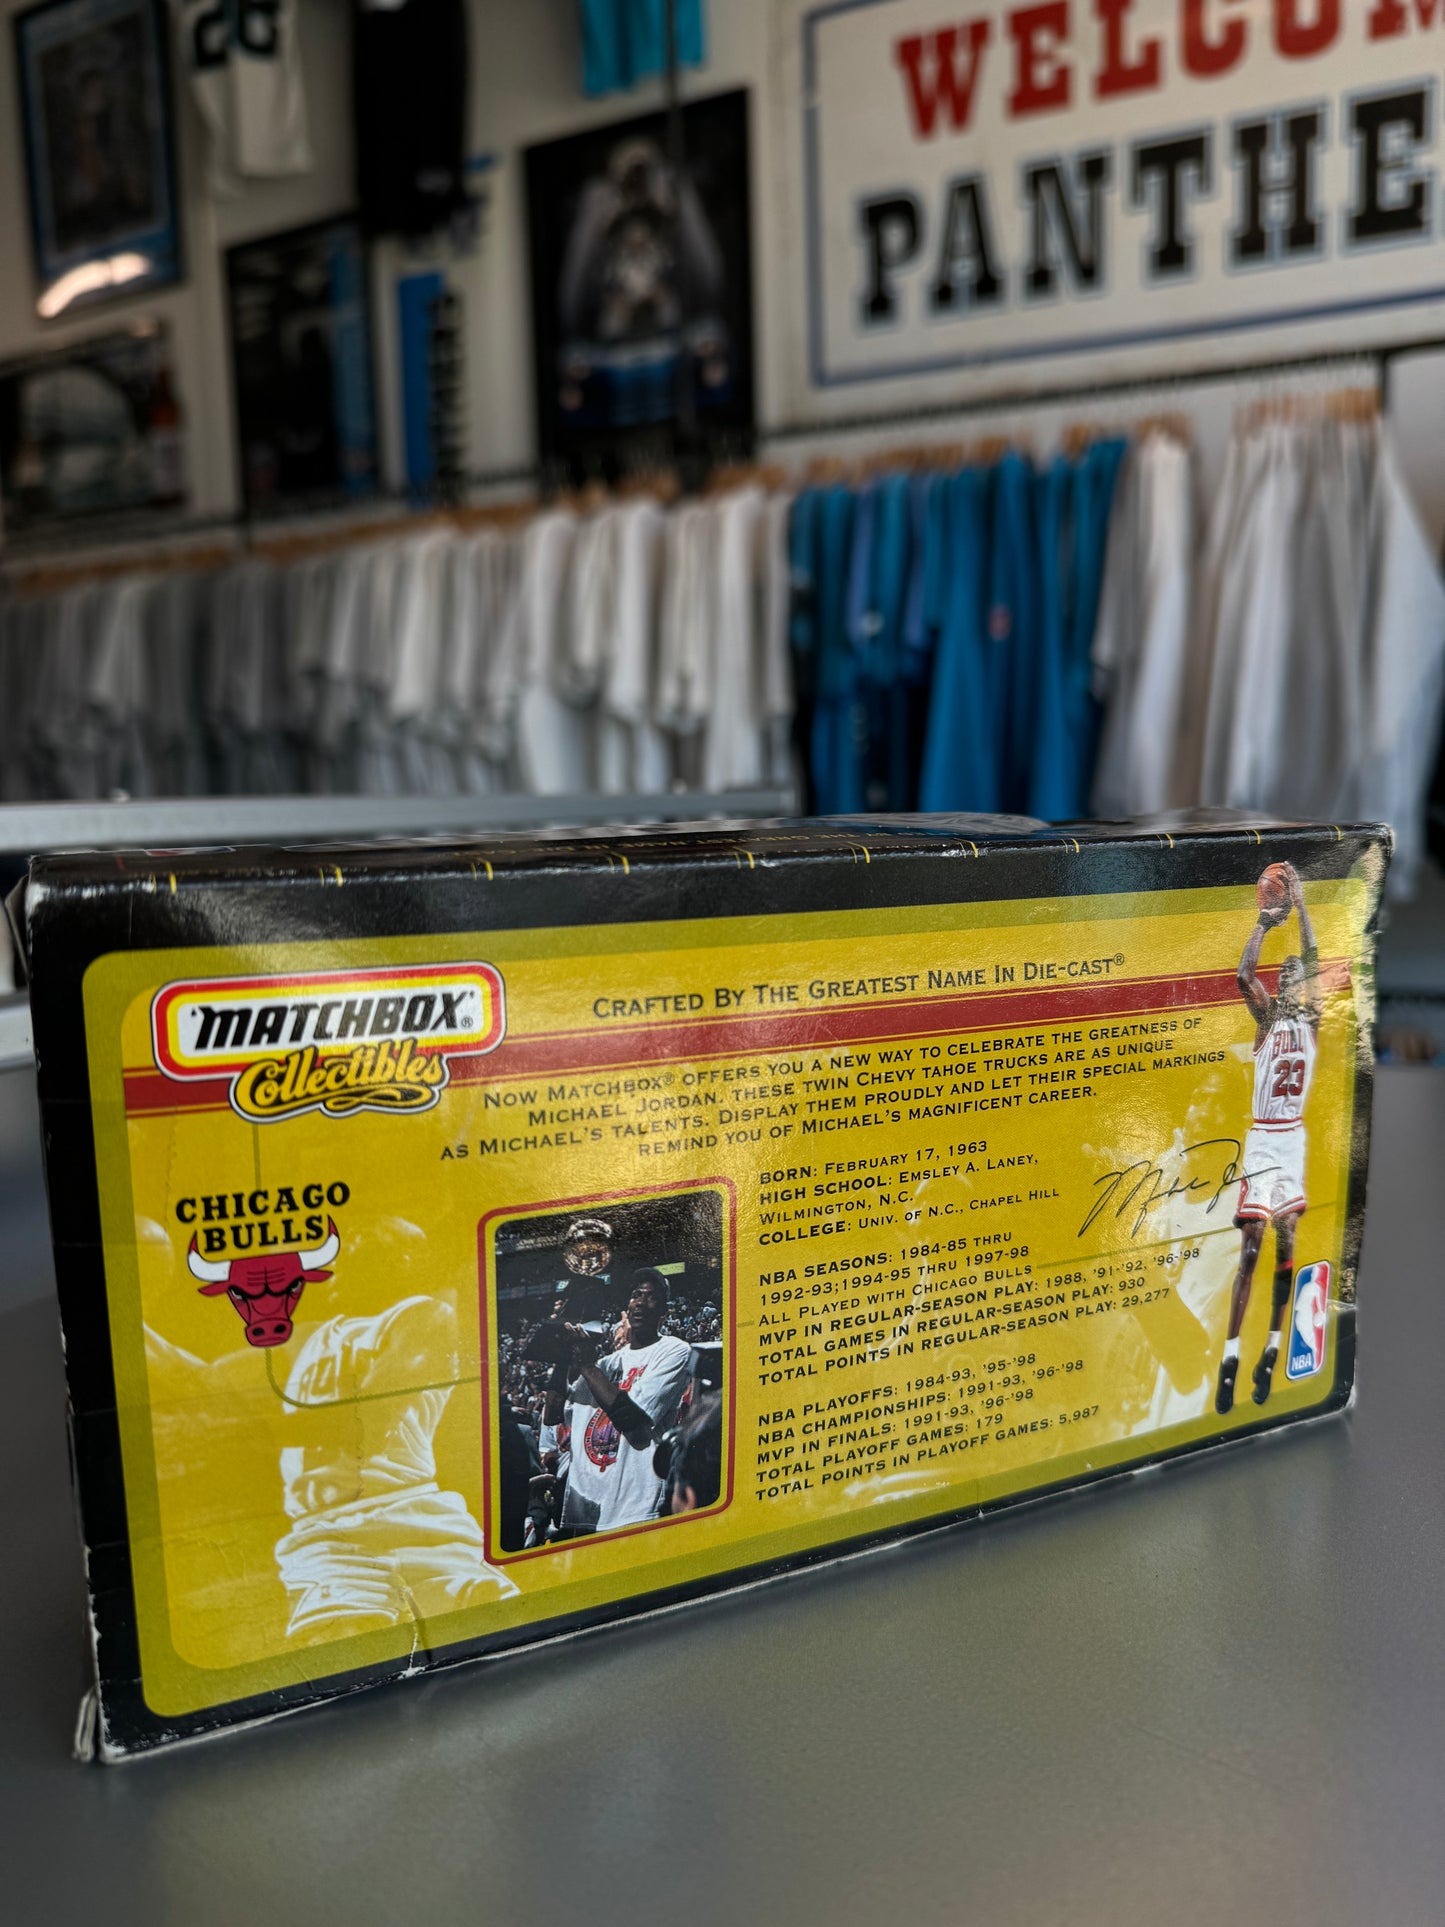 26
WELCOM
PANTHE
MATCHBOX®
Collectibles
CRAFTED BY THE GREATEST NAME IN DIE-CAST®
NOW MATCHBOX® OFFERS YOU A NEW WAY TO CELEBRATE THE GREATNESS OF
MICHAEL JORDAN. THESE TWIN CHEVY TAHOE TRUCKS ARE AS UNIQUE
AS MICHAEL'S TALENTS. DISPLAY THEM PROUDLY AND LET THEIR SPECIAL MARKINGS
REMIND YOU OF MICHAEL'S MAGNIFICENT CAREER.
CHICAGO
BULLS
BORN: FEBRUARY 17, 1963
HIGH SCHOOL: EMSLEY A. LANEY,
WILMINGTON, N.C.
COLLEGE: UNIV. OF N.C., CHAPEL HILL
NBA SEASONS: 1984-85 THRU
1992-93;1994-95 THRU 1997-98
ALL PLAYED WITH CHICAGO BULLS
MVP IN REGULAR-SEASON PLAY: 1988, '91-'92, '96-'98
TOTAL GAMES IN REGULAR-SEASON PLAY: 930
TOTAL POINTS IN REGULAR-SEASON PLAY: 29,277
NBA PLAYOFFS: 1984-93, '95-'98
NBA CHAMPIONSHIPS: 1991-93, '96-'98
MVP IN FINALS: 1991-93, '96-'98
TOTAL PLAYOFF GAMES: 179
TOTAL POINTS IN PLAYOFF GAMES: 5,987
BULLS
23
NBA